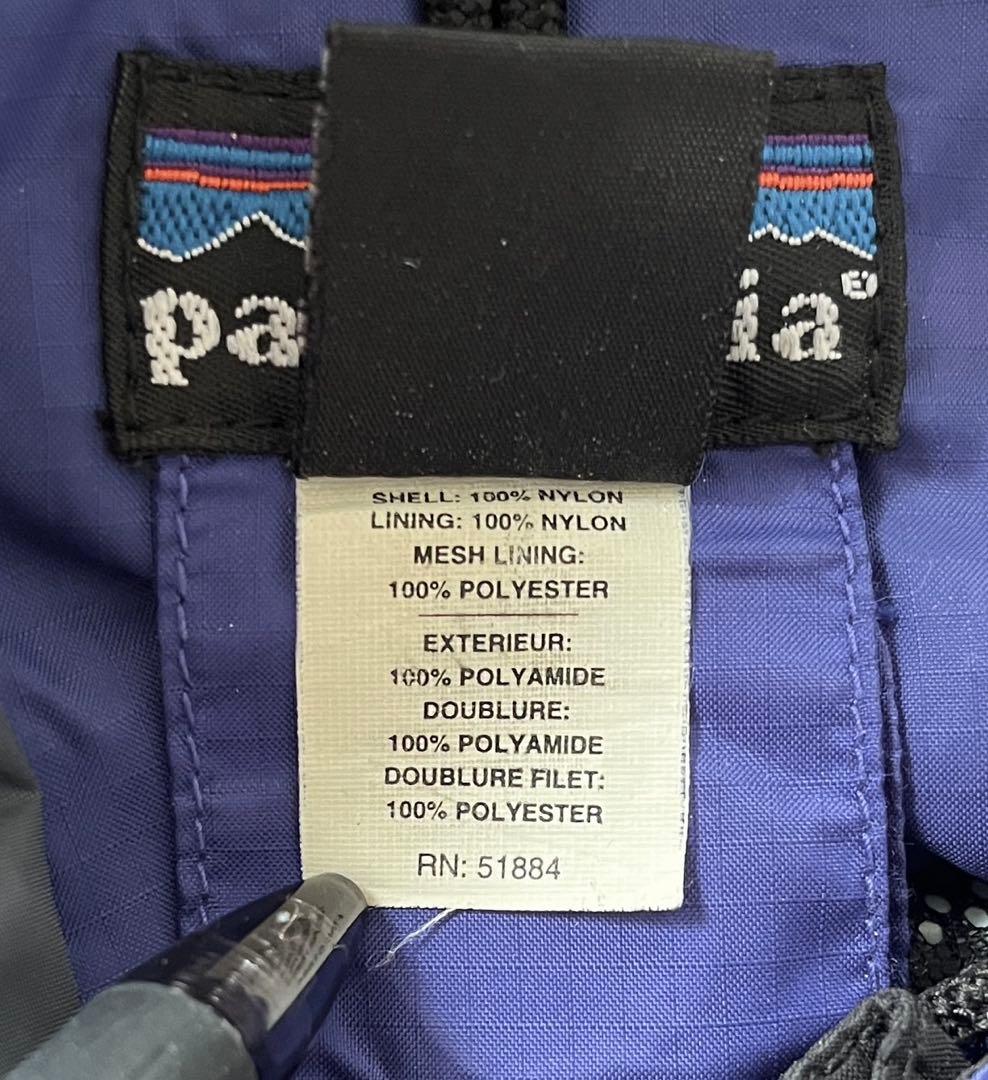 pa ia
SHELL: 100% NYLON
LINING: 100% NYLON
MESH LINING:
100% POLYESTER
EXTERIEUR:
100% POLYAMIDE
DOUBLURE:
100% POLYAMIDE
DOUBLURE FILET:
100% POLYESTER
RN: 51884